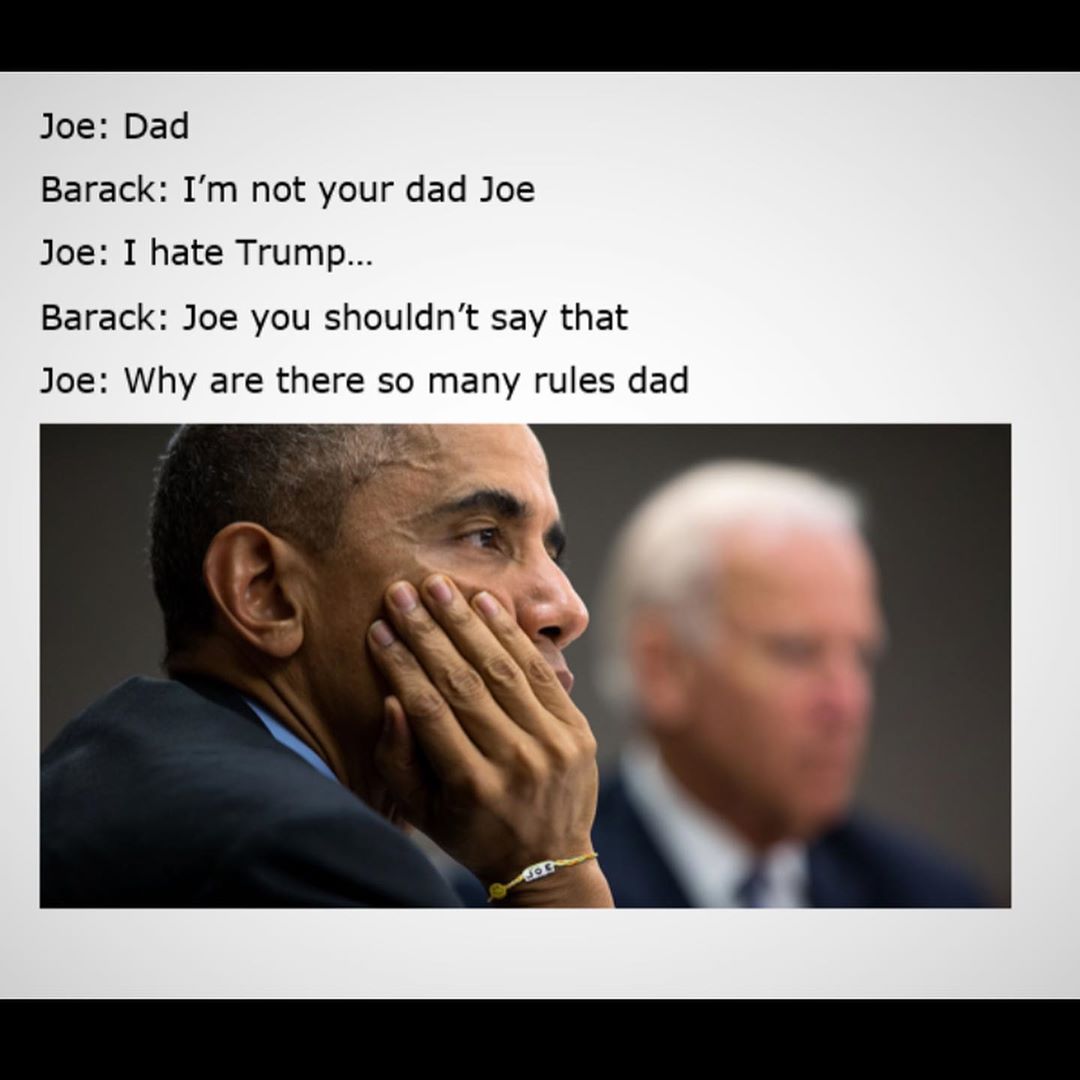 Joe: Dad
Barack: I’m not your dad Joe
Joe: I hate Trump...
Barack: Joe you shouldn’t say that
Joe: Why are there so many rules dad
JOE